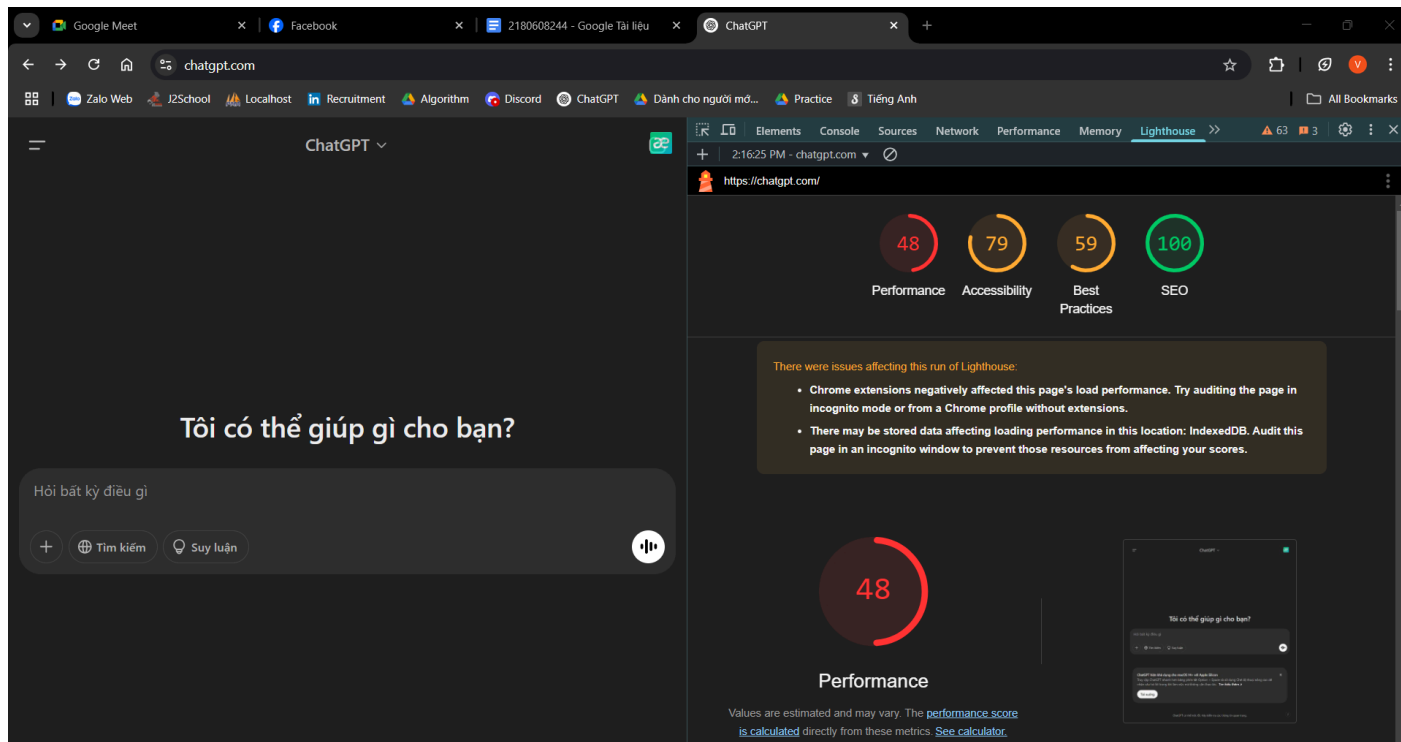 Google Meet
Facebook
2180608244 - Google Tài liệu
ChatGPT
chatgpt.com
Zalo Web
J2School
Localhost
Recruitment
Algorithm
Discord
ChatGPT
Dành cho người mớ...
Practice
Tiếng Anh
All Bookmarks
ChatGPT
Tôi có thể giúp gì cho bạn?
Hỏi bất kỳ điều gì
Tìm kiếm
Suy luận
Elements Console Sources Network Performance Memory Lighthouse
63
3
2:16:25 PM - chatgpt.com
https://chatgpt.com/
48
79
59
100
Performance
Accessibility
Best
Practices
SEO
There were issues affecting this run of Lighthouse:
• Chrome extensions negatively affected this page's load performance. Try auditing the page in
incognito mode or from a Chrome profile without extensions.
• There may be stored data affecting loading performance in this location: IndexedDB. Audit this
page in an incognito window to prevent those resources from affecting your scores.
48
Performance
Values are estimated and may vary. The performance score
is calculated directly from these metrics. See calculator.
ChatGPT
Tôi có thể giúp gì cho bạn?